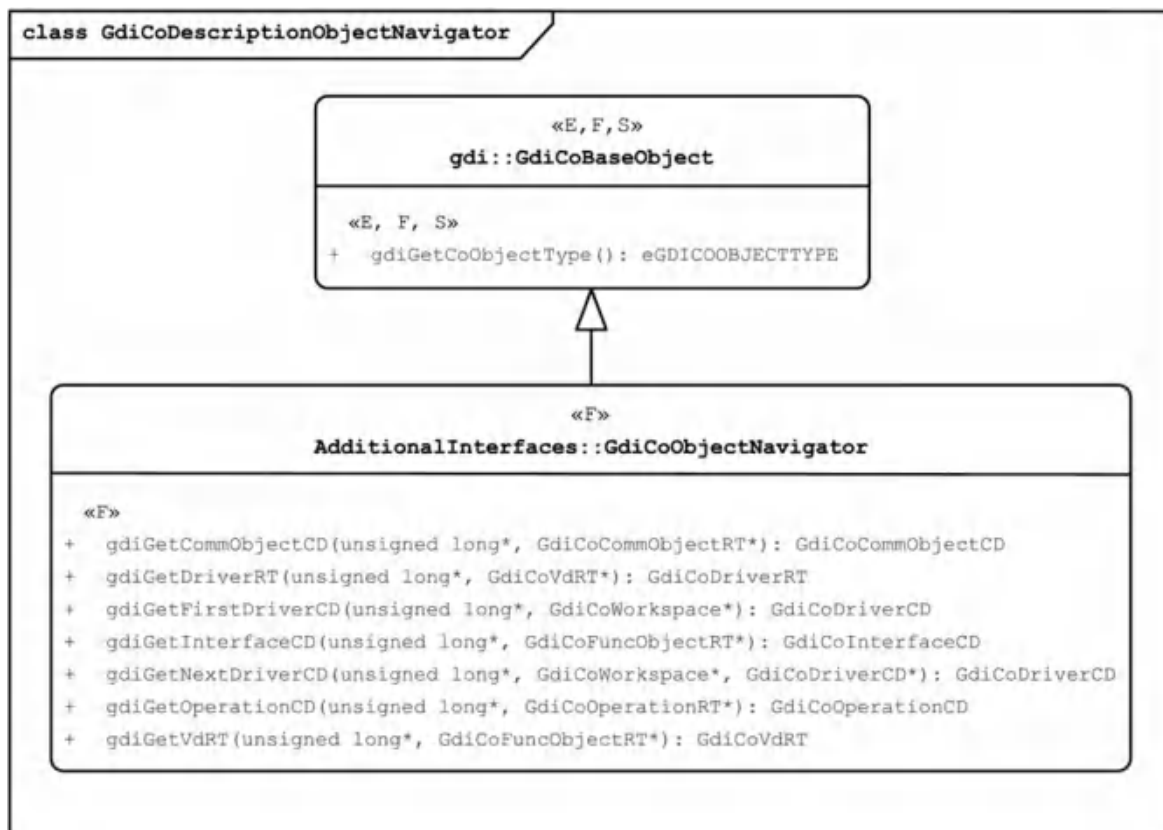 class GdiCoDescriptionObjectNavigator
«E,F,S»
gdi::GdiCoBaseObject
«E, F, S»
+ gdiGetCoObjectType(): eGDICOOBJECTTYPE
«F»
AdditionalInterfaces::GdiCoObjectNavigator
«F»
+ gdiGetCommObjectCD(unsigned long*, GdiCoCommObjectRT*): GdiCoCommObjectCD
+ gdiGetDriverRT(unsigned long*, GdiCoVdRT*): GdiCoDriverRT
+ gdiGetFirstDriverCD(unsigned long*, GdiCoWorkspace*): GdiCoDriverCD
+ gdiGetInterfaceCD(unsigned long*, GdiCoFuncObjectRT*): GdiCoInterfaceCD
+ gdiGetNextDriverCD(unsigned long*, GdiCoWorkspace*, GdiCoDriverCD*): GdiCoDriverCD
+ gdiGetOperationCD(unsigned long*, GdiCoOperationRT*): GdiCoOperationCD
+ gdiGetVdRT(unsigned long*, GdiCoFuncObjectRT*): GdiCoVdRT